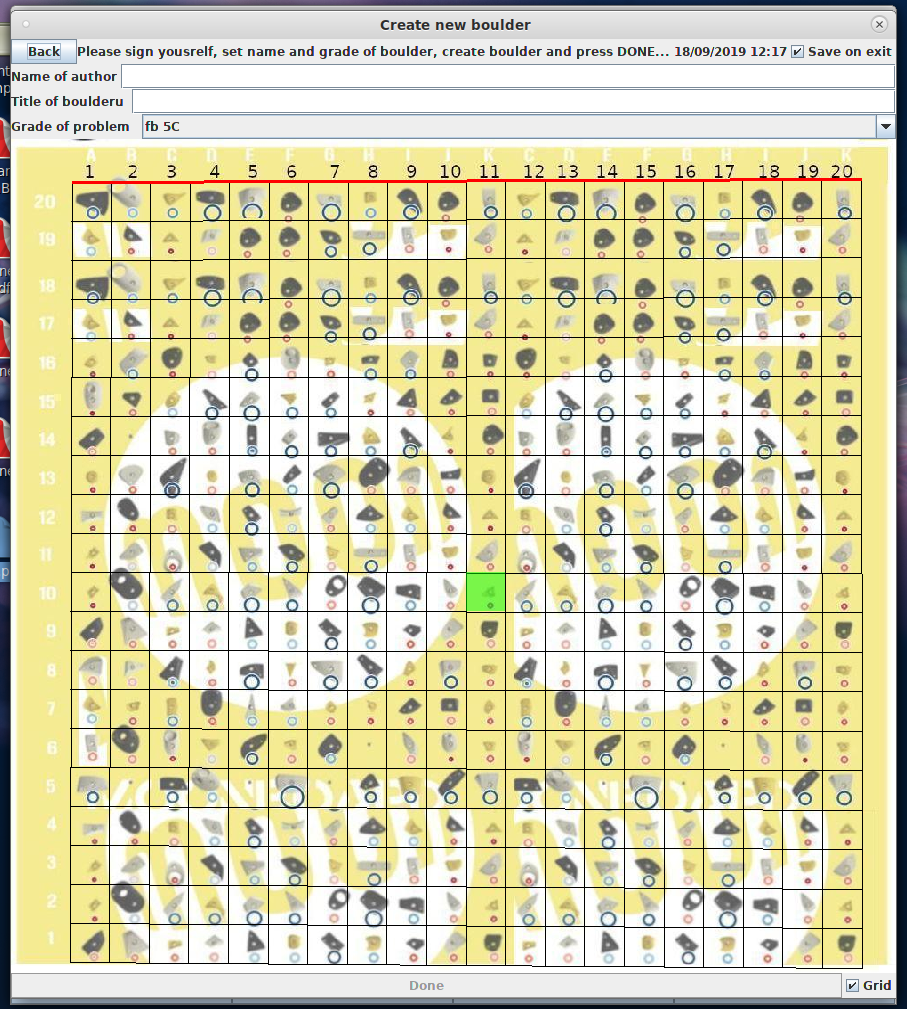 Create new boulder
Back Please sign yousrelf, set name and grade of boulder, create boulder and press DONE... 18/09/2019 12:17 Save on exit
Name of author
Title of boulderu
Grade of problem fb 5C
A B C D E F G H I J K C D E F G H I J K
1 2 3 4 5 6 7 8 9 10 11 12 13 14 15 16 17 18 19 20
20
19
18
17
16
15
14
13
12
11
10
9
8
7
6
5
4
3
2
1
Done Grid